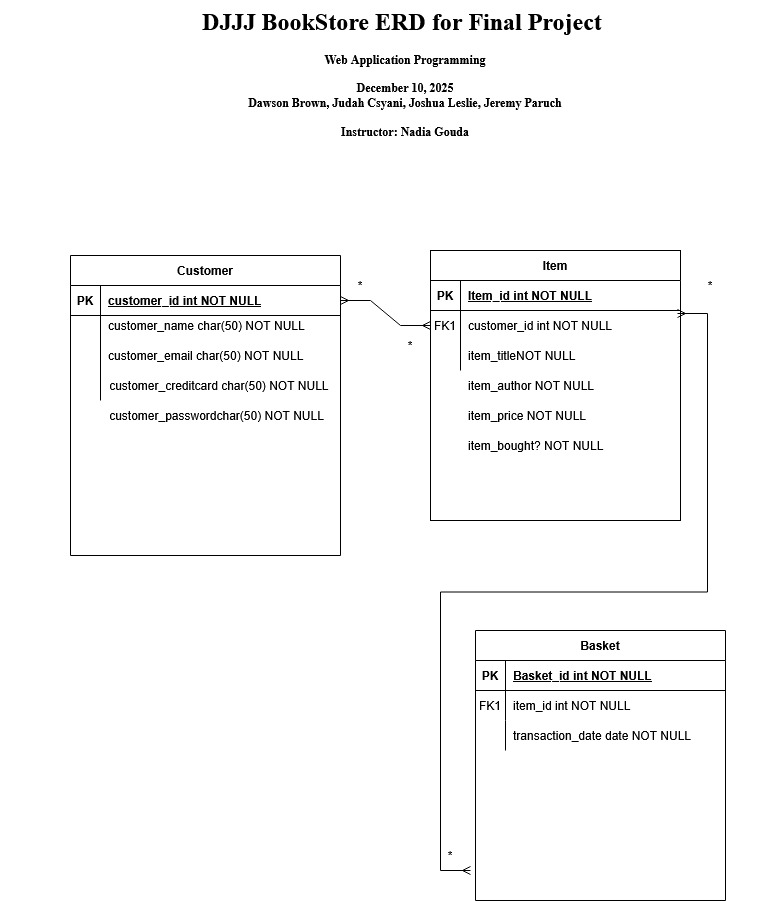 DJJJ BookStore ERD for Final Project
Web Application Programming
December 10, 2025
Dawson Brown, Judah Csyani, Joshua Leslie, Jeremy Paruch
Instructor: Nadia Gouda
Customer
PK customer_id int NOT NULL
customer_name char(50) NOT NULL
customer_email char(50) NOT NULL
customer_creditcard char(50) NOT NULL
customer_passwordchar(50) NOT NULL
*
*
Item
PK Item_id int NOT NULL
FK1 customer_id int NOT NULL
item_titleNOT NULL
item_author NOT NULL
item_price NOT NULL
item_bought? NOT NULL
*
Basket
PK Basket_id int NOT NULL
FK1 item_id int NOT NULL
transaction_date date NOT NULL
*